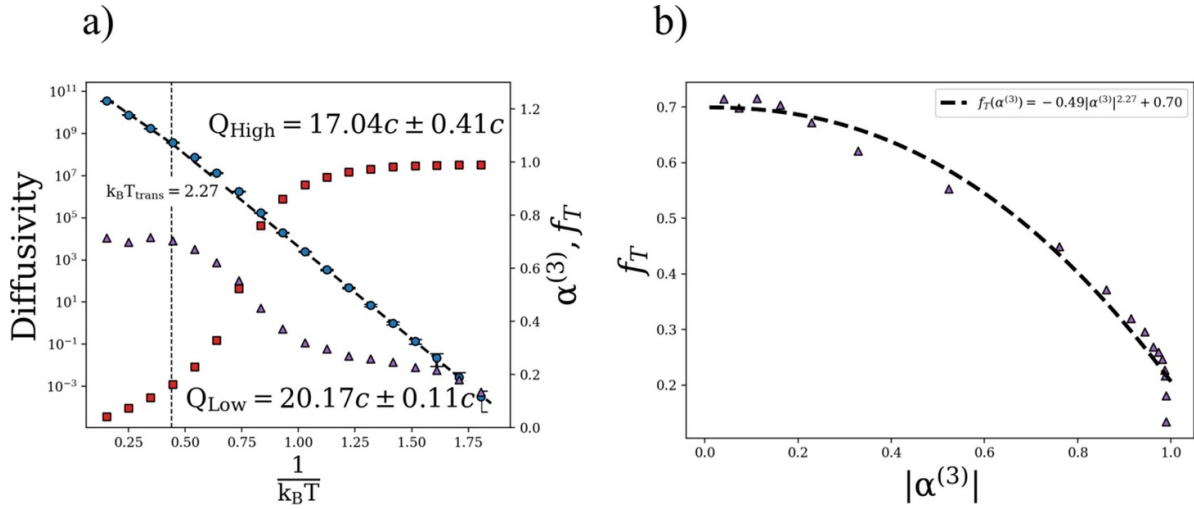 a)
b)
Diffusivity
10¹¹
10⁹
10⁷
10⁵
10³
10¹
10⁻¹
10⁻³
Q_High = 17.04c ± 0.41c
k_BT_trans = 2.27
Q_Low = 20.17c ± 0.11c
0.25 0.50 0.75 1.00 1.25 1.50 1.75
1
k_BT
1.2
1.0
0.8
0.6
0.4
0.2
0.0
α⁽³⁾, f_T
f_T
0.7
0.6
0.5
0.4
0.3
0.2
f_T(α⁽³⁾) = − 0.49|α⁽³⁾|²·²⁷ + 0.70
0.0 0.2 0.4 0.6 0.8 1.0
|α⁽³⁾|